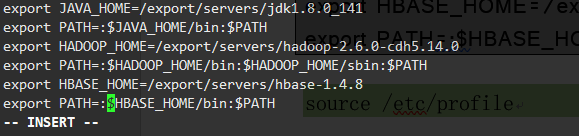 export JAVA_HOME=/export/servers/jdk1.8.0_141
export PATH=:$JAVA_HOME/bin:$PATH
export HADOOP_HOME=/export/servers/hadoop-2.6.0-cdh5.14.0
export PATH=:$HADOOP_HOME/bin:$HADOOP_HOME/sbin:$PATH
export HBASE_HOME=/export/servers/hbase-1.4.8
export PATH=:$HBASE_HOME/bin:$PATH
-- INSERT --
export HBASE_HOME=/ex
export PATH=:$HBASE_H
source /etc/profile